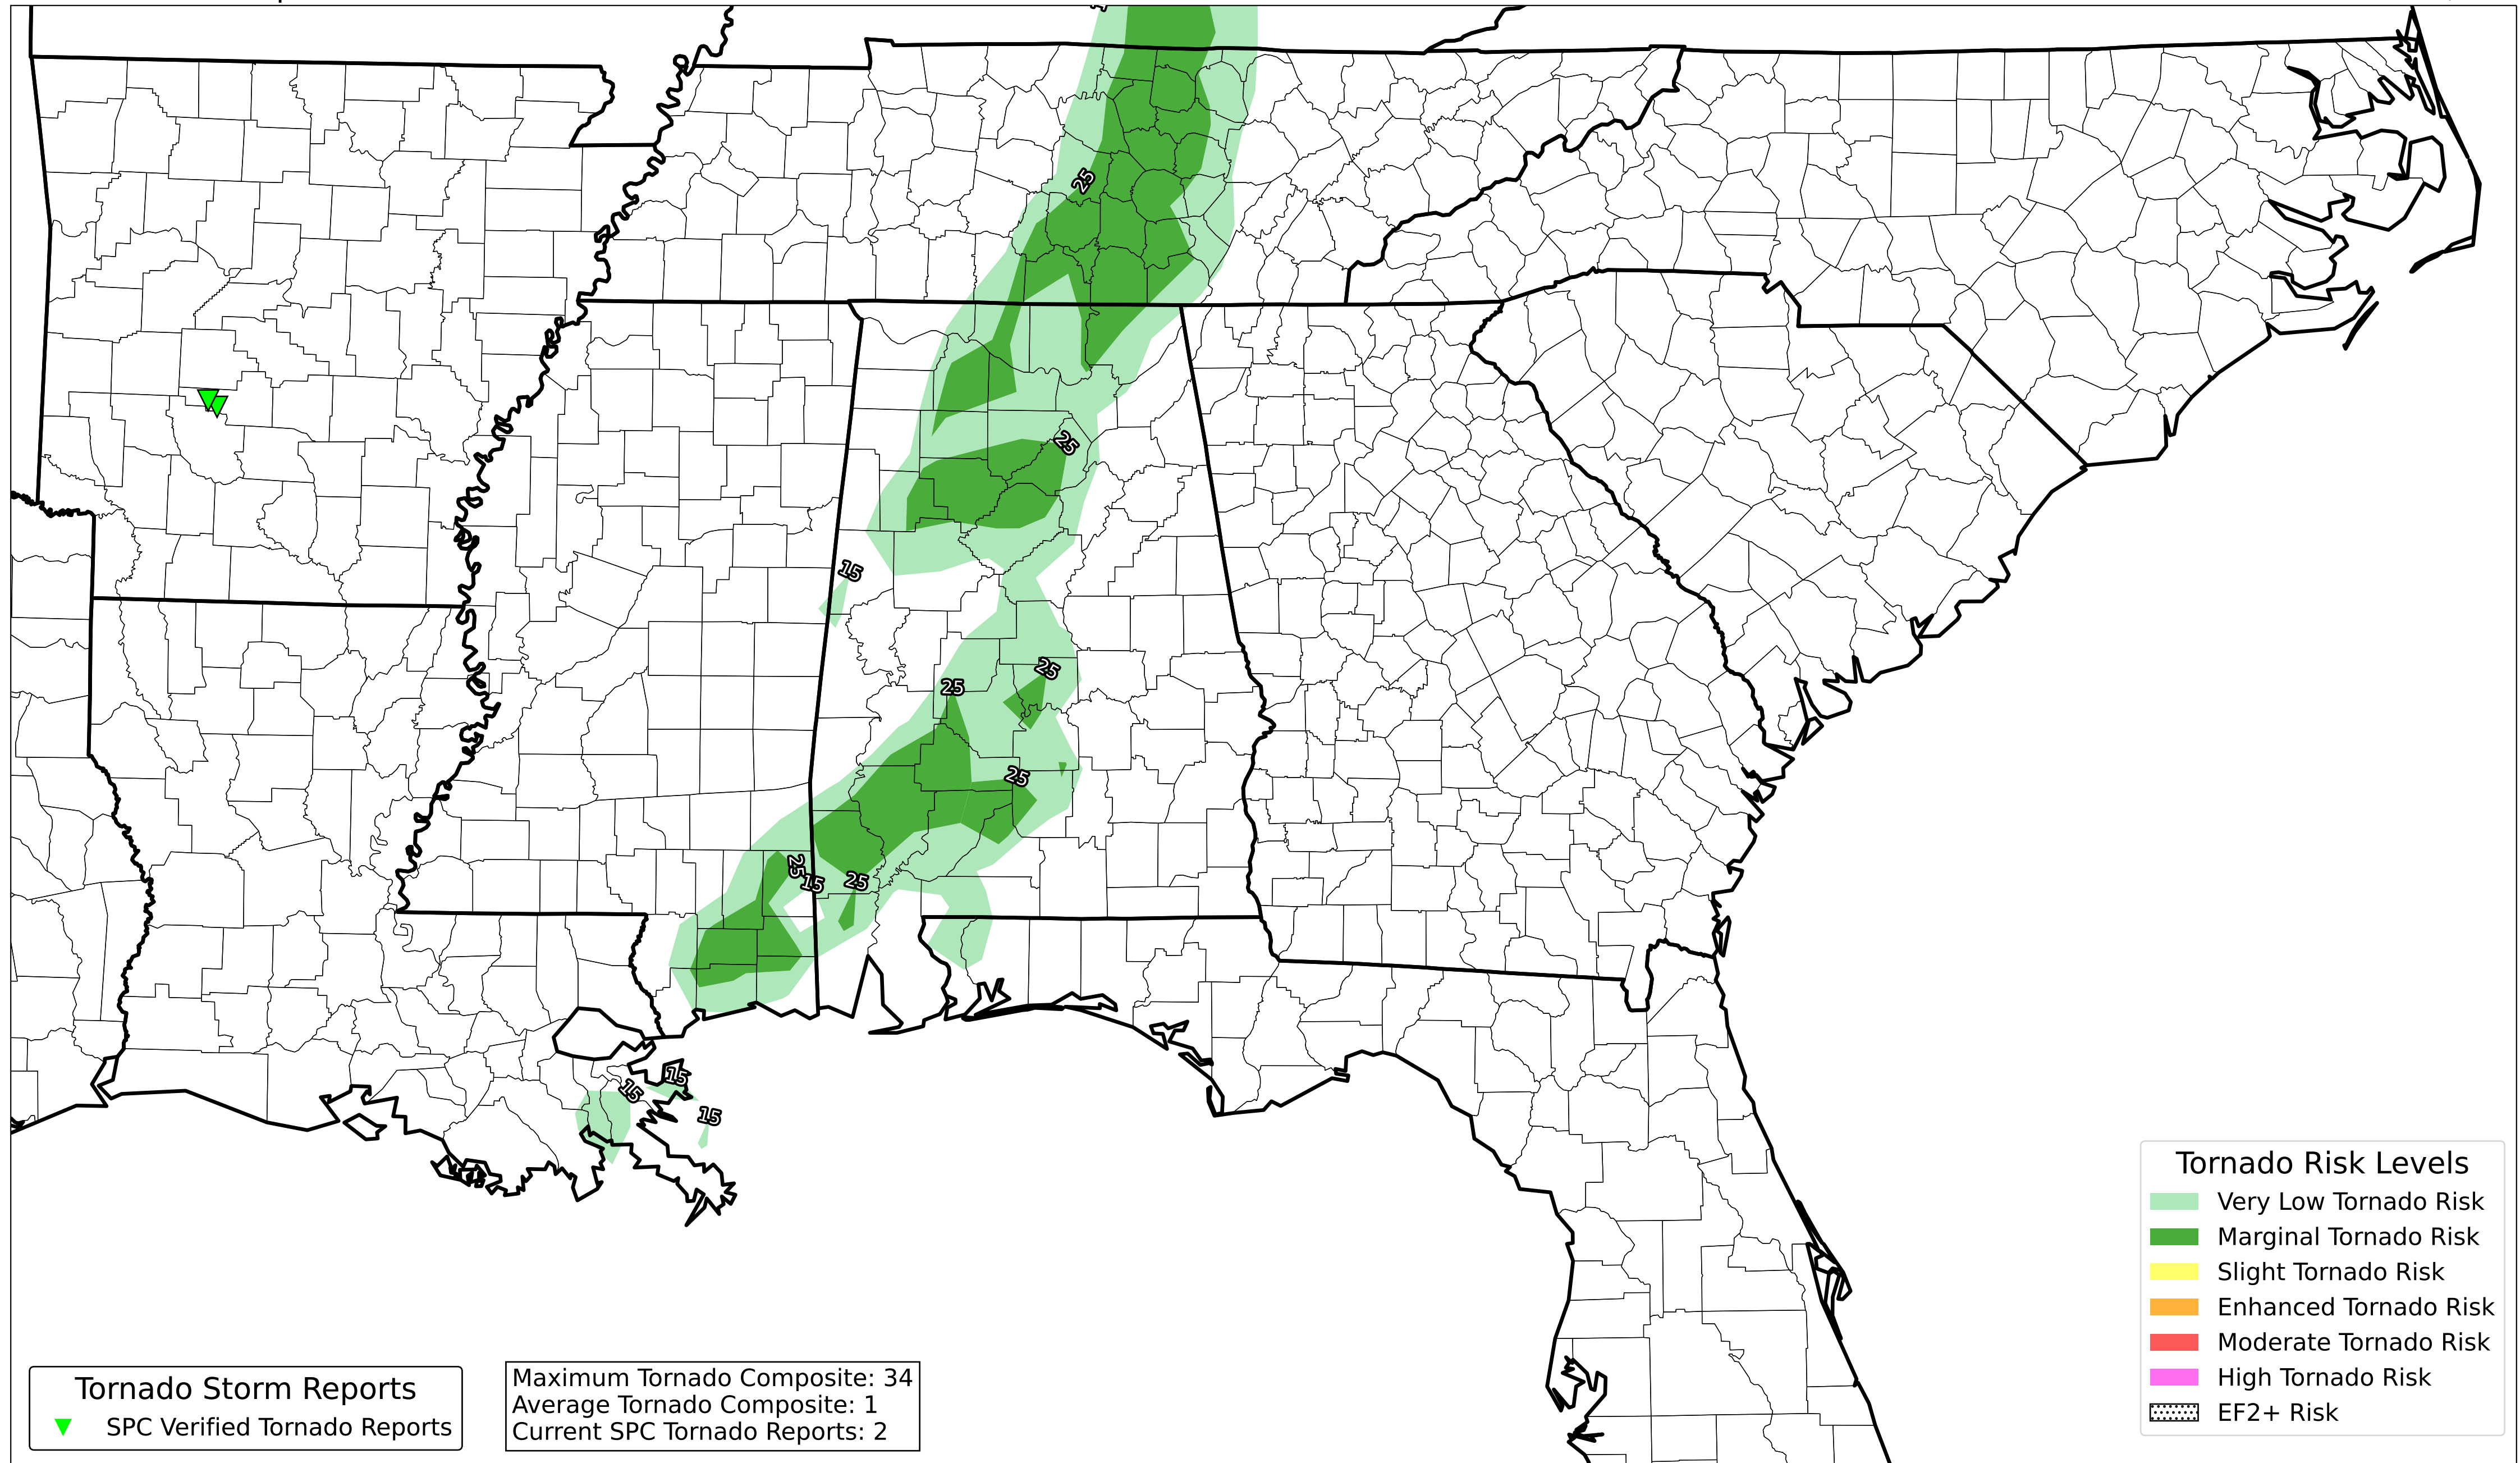 25
25
15
25
25
25
25
15
25
15
15
15
Tornado Risk Levels
Very Low Tornado Risk
Marginal Tornado Risk
Slight Tornado Risk
Enhanced Tornado Risk
Moderate Tornado Risk
High Tornado Risk
EF2+ Risk
Tornado Storm Reports
SPC Verified Tornado Reports
Maximum Tornado Composite: 34
Average Tornado Composite: 1
Current SPC Tornado Reports: 2